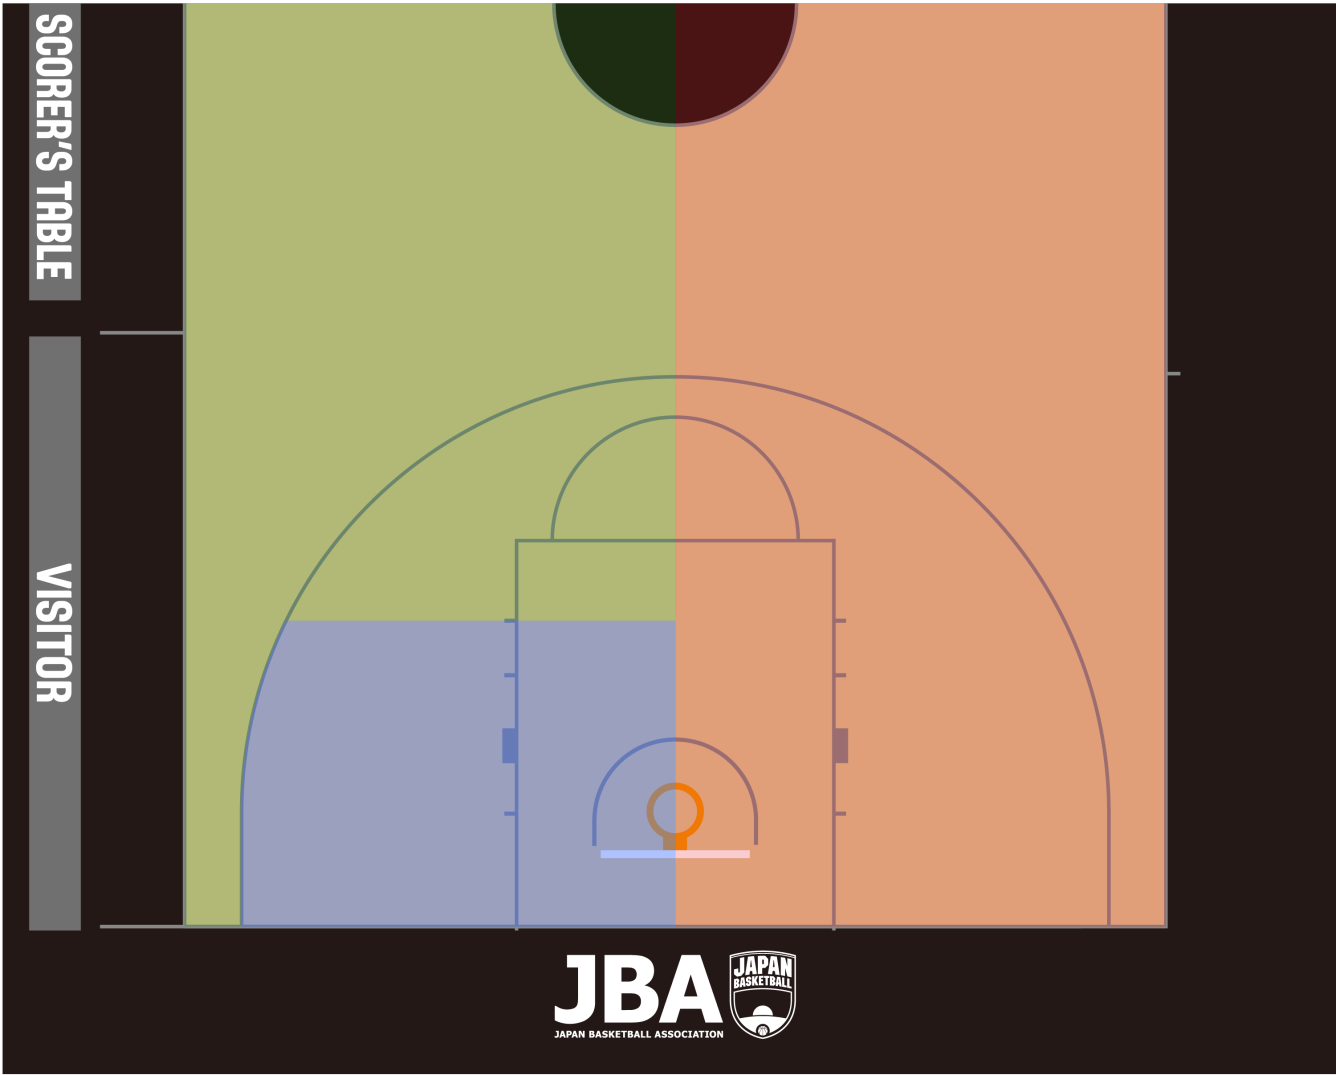 SCORER'S TABLE
VISITOR
JBA
JAPAN BASKETBALL ASSOCIATION
JAPAN
BASKETBALL